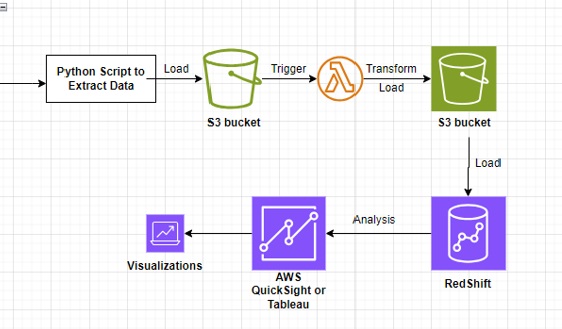 Python Script to
Extract Data
Load
Trigger
Transform
Load
S3 bucket
S3 bucket
Load
Analysis
Visualizations
AWS
QuickSight or
Tableau
RedShift